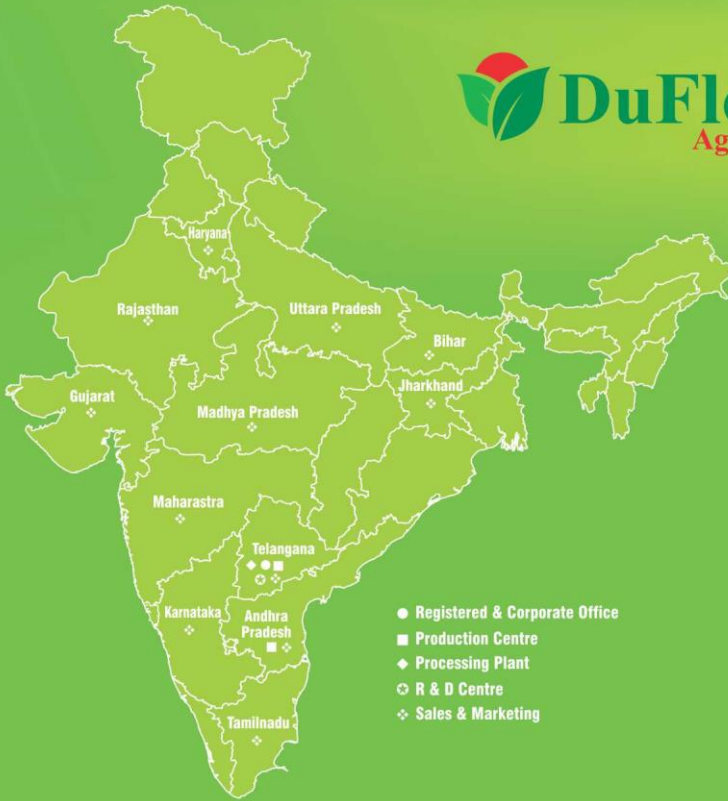 DuFl
Ag
Haryana
Rajasthan
Uttara Pradesh
Bihar
Gujarat
Jharkhand
Madhya Pradesh
Maharastra
Telangana
Karnataka
Andhra
Pradesh
Tamilnadu
Registered & Corporate Office
Production Centre
Processing Plant
R & D Centre
Sales & Marketing